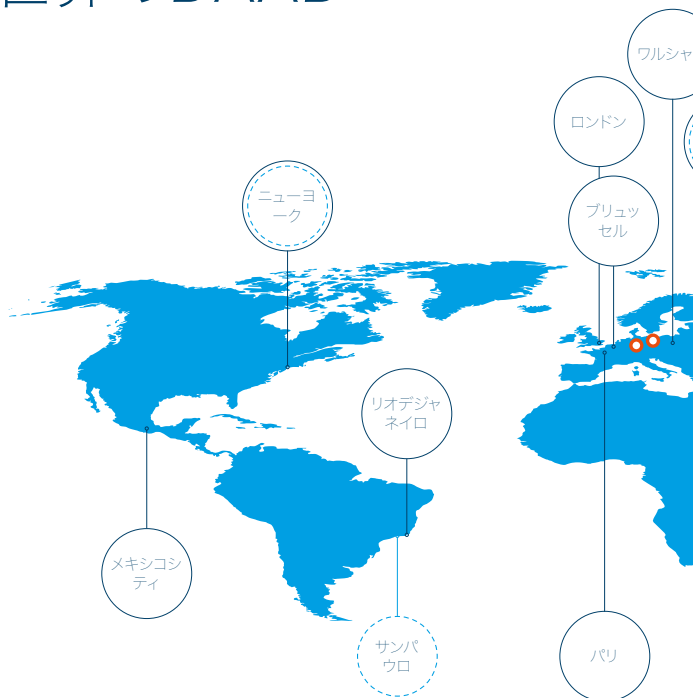 ワルシャ
ロンドン
ニューヨ
ーク
ブリュッ
セル
リオデジャ
ネイロ
メキシコシ
ティ
サンパ
ウロ
パリ